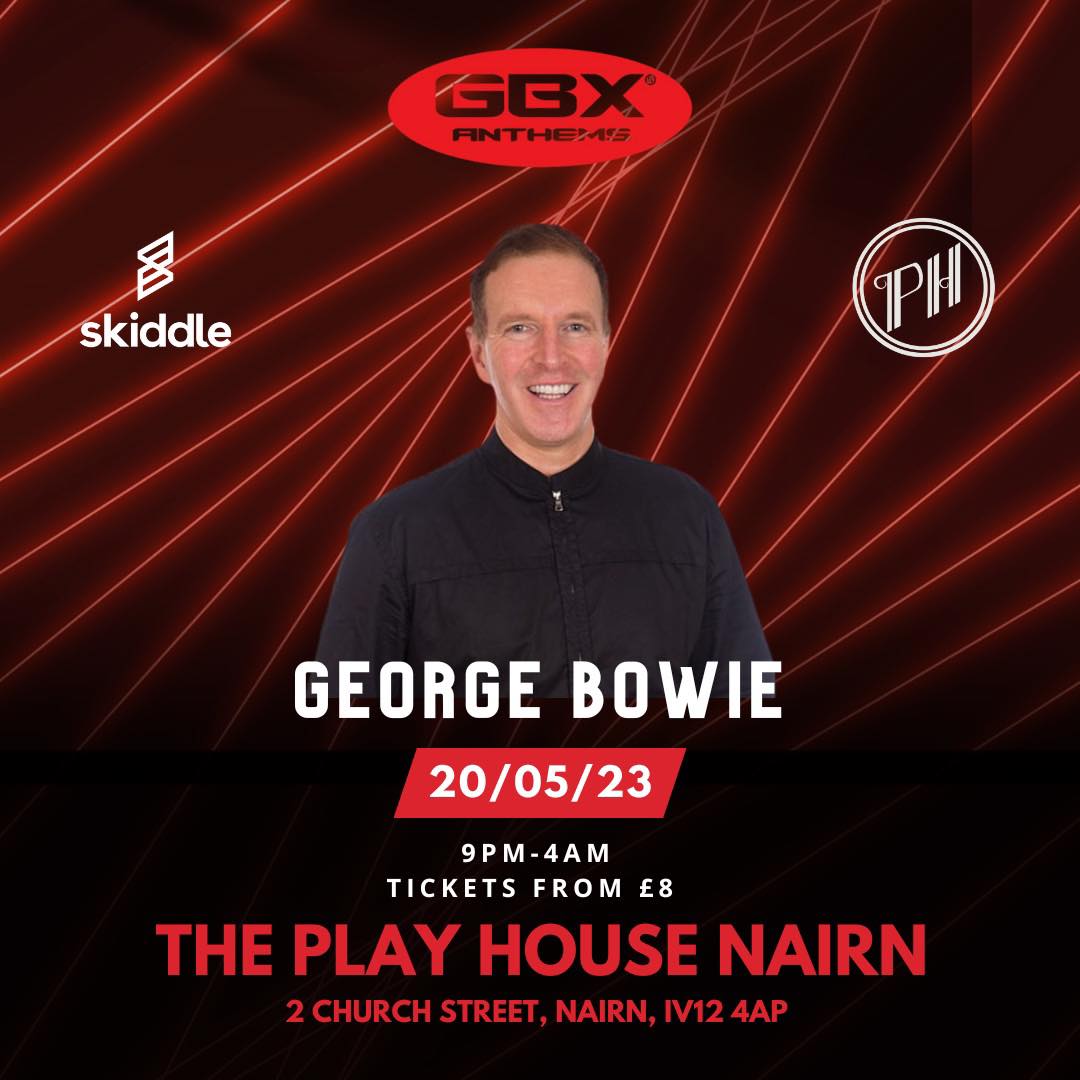 GBX®
ANTHEMS
skiddle
PH
GEORGE BOWIE
20/05/23
9PM-4AM
TICKETS FROM £8
THE PLAY HOUSE NAIRN
2 CHURCH STREET, NAIRN, IV12 4AP